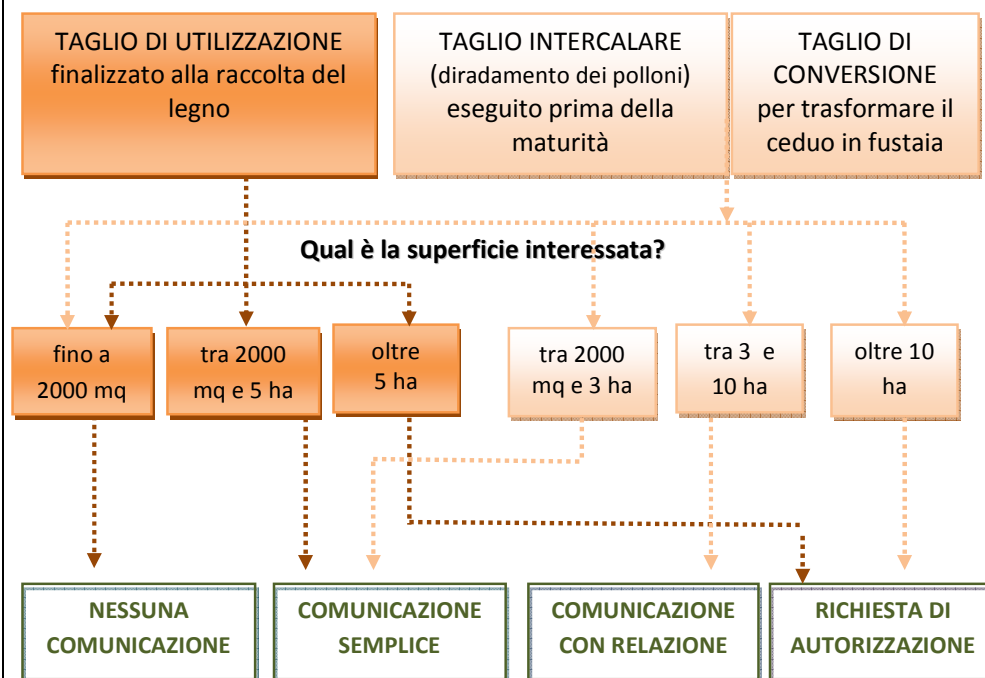 TAGLIO DI UTILIZZAZIONE
finalizzato alla raccolta del
legno
TAGLIO INTERCALARE
(diradamento dei polloni)
eseguito prima della
maturità
TAGLIO DI
CONVERSIONE
per trasformare il
ceduo in fustaia
Qual è la superficie interessata?
fino a
2000 mq
tra 2000
mq e 5 ha
oltre
5 ha
tra 2000
mq e 3 ha
tra 3 e
10 ha
oltre 10
ha
NESSUNA
COMUNICAZIONE
COMUNICAZIONE
SEMPLICE
COMUNICAZIONE
CON RELAZIONE
RICHIESTA DI
AUTORIZZAZIONE